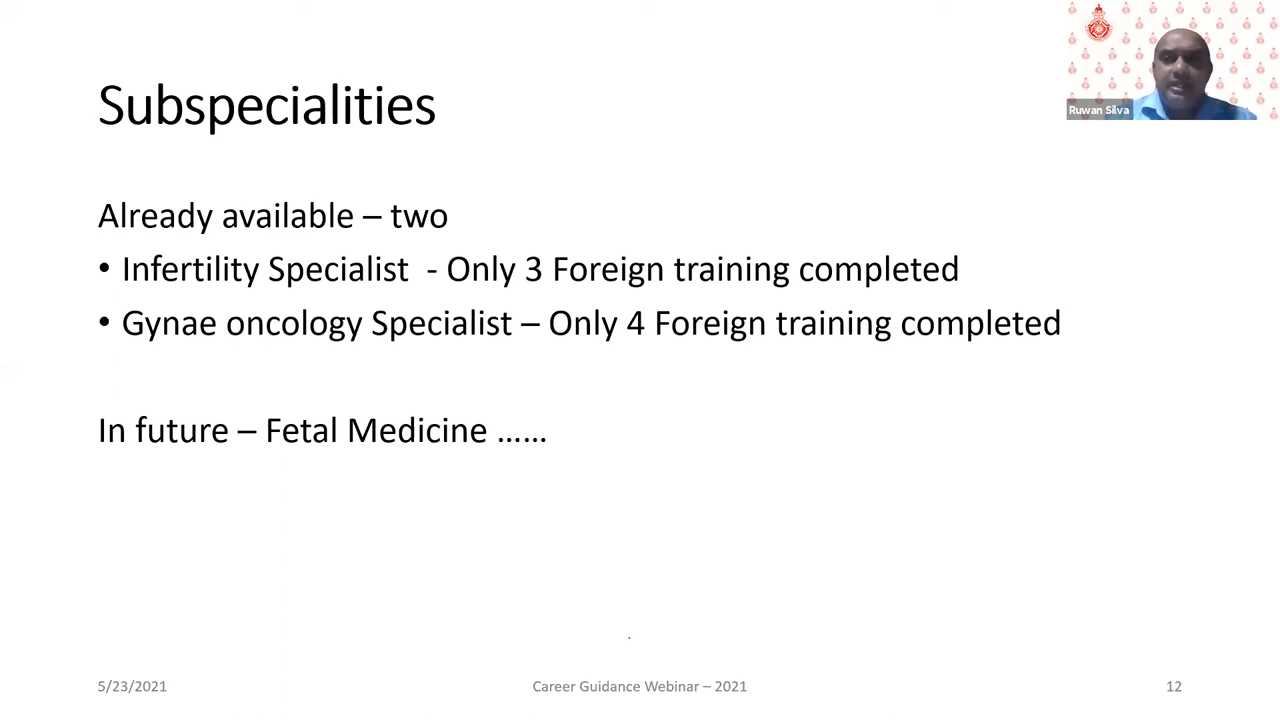 Subspecialities
Ruwan Silva
Already available – two
• Infertility Specialist  - Only 3 Foreign training completed
• Gynae oncology Specialist – Only 4 Foreign training completed
In future – Fetal Medicine ……
5/23/2021
Career Guidance Webinar – 2021
12